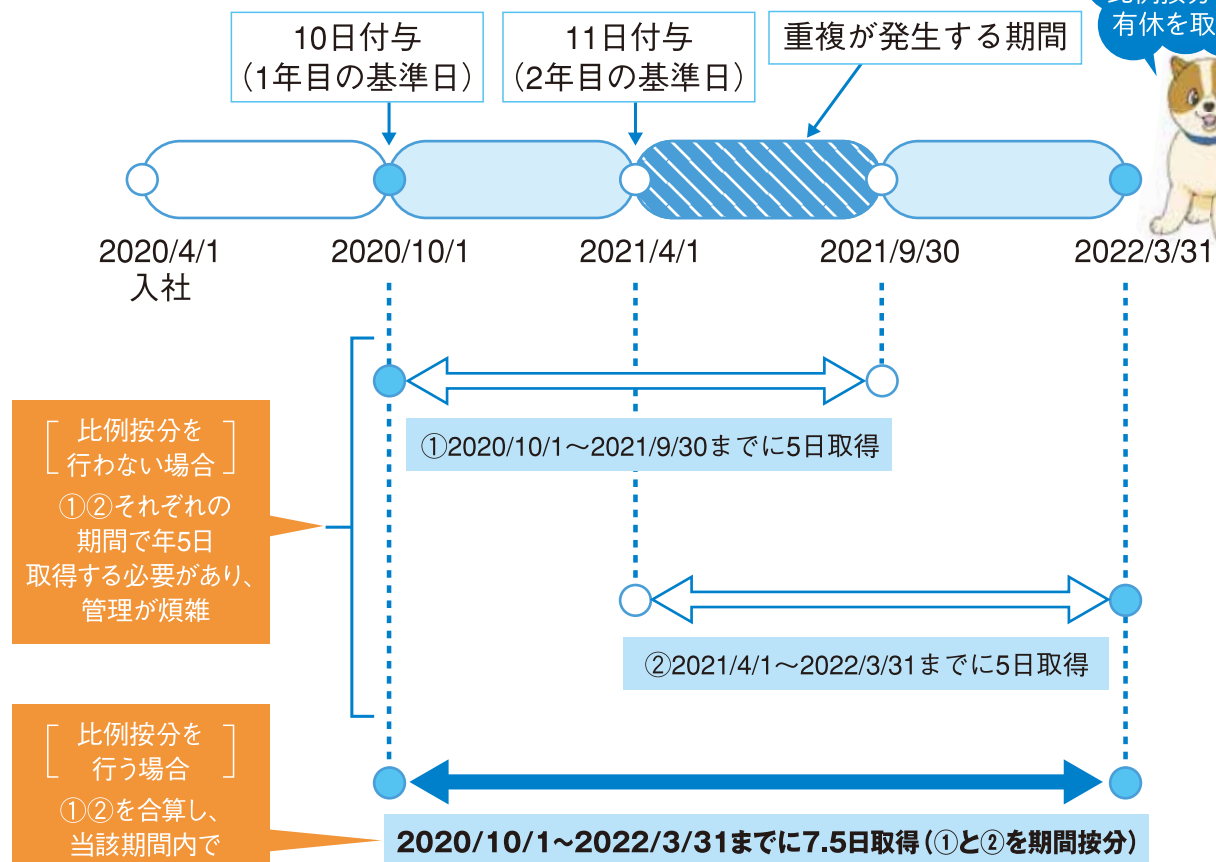 有休を取
10日付与
（1年目の基準日）
11日付与
（2年目の基準日）
重複が発生する期間
2020/4/1
入社
2020/10/1
2021/4/1
2021/9/30
2022/3/31
比例按分を
行わない場合
①②それぞれの
期間で年5日
取得する必要があり、
管理が煩雑
①2020/10/1～2021/9/30までに5日取得
②2021/4/1～2022/3/31までに5日取得
比例按分を
行う場合
①②を合算し、
当該期間内で
2020/10/1～2022/3/31までに7.5日取得（①と②を期間按分）